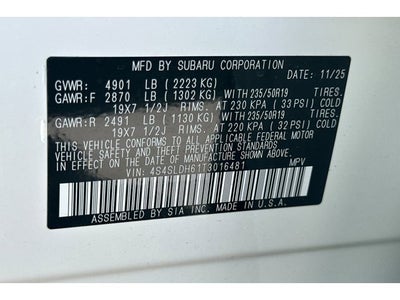 MFD BY SUBARU CORPORATION
DATE: 11/25
GVWR: 4901 LB (2223 KG)
GAWR:F 2870 LB (1302 KG) WITH 235/50R19 TIRES.
19X7 1/2J RIMS. AT 230 KPA (33 PSI) COLD
GAWR:R 2491 LB (1130 KG) WITH 235/50R19 TIRES.
19X7 1/2J RIMS. AT 220 KPA (32 PSI) COLD
THIS VEHICLE CONFORMS TO ALL APPLICABLE FEDERAL MOTOR
VEHICLE SAFETY AND THEFT PREVENTION STANDARDS
IN EFFECT ON THE DATE OF MANUFACTURE SHOWN ABOVE.
VIN: 4S4SLDH61T3016481 MPV
ASSEMBLED BY SIA INC. MADE IN U.S.A.